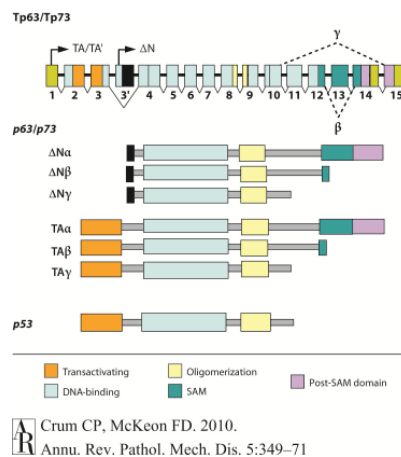 Tp63/Tp73
TA/TA' ΔN γ
1 2 3 3' 4 5 6 7 8 9 10 11 12 13 14 15
β
p63/p73
ΔNα
ΔNβ
ΔNγ
TAα
TAβ
TAγ
p53
Transactivating Oligomerization Post-SAM domain
DNA-binding SAM
AR Crum CP, McKeon FD. 2010.
Annu. Rev. Pathol. Mech. Dis. 5:349–71